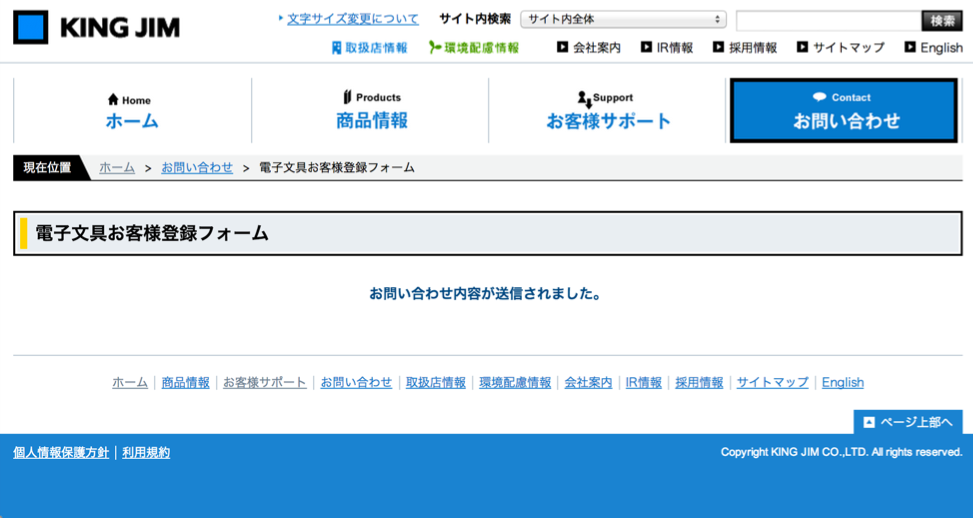 KING JIM
文字サイズ変更について サイト内検索 サイト内全体 検索
取扱店情報 環境配慮情報 会社案内 IR情報 採用情報 サイトマップ English
Home Products Support Contact
ホーム 商品情報 お客様サポート お問い合わせ
現在位置 ホーム > お問い合わせ > 電子文具お客様登録フォーム
電子文具お客様登録フォーム
お問い合わせ内容が送信されました。
ホーム | 商品情報 | お客様サポート | お問い合わせ | 取扱店情報 | 環境配慮情報 | 会社案内 | IR情報 | 採用情報 | サイトマップ | English
ページ上部へ
個人情報保護方針 | 利用規約 Copyright KING JIM CO.,LTD. All rights reserved.